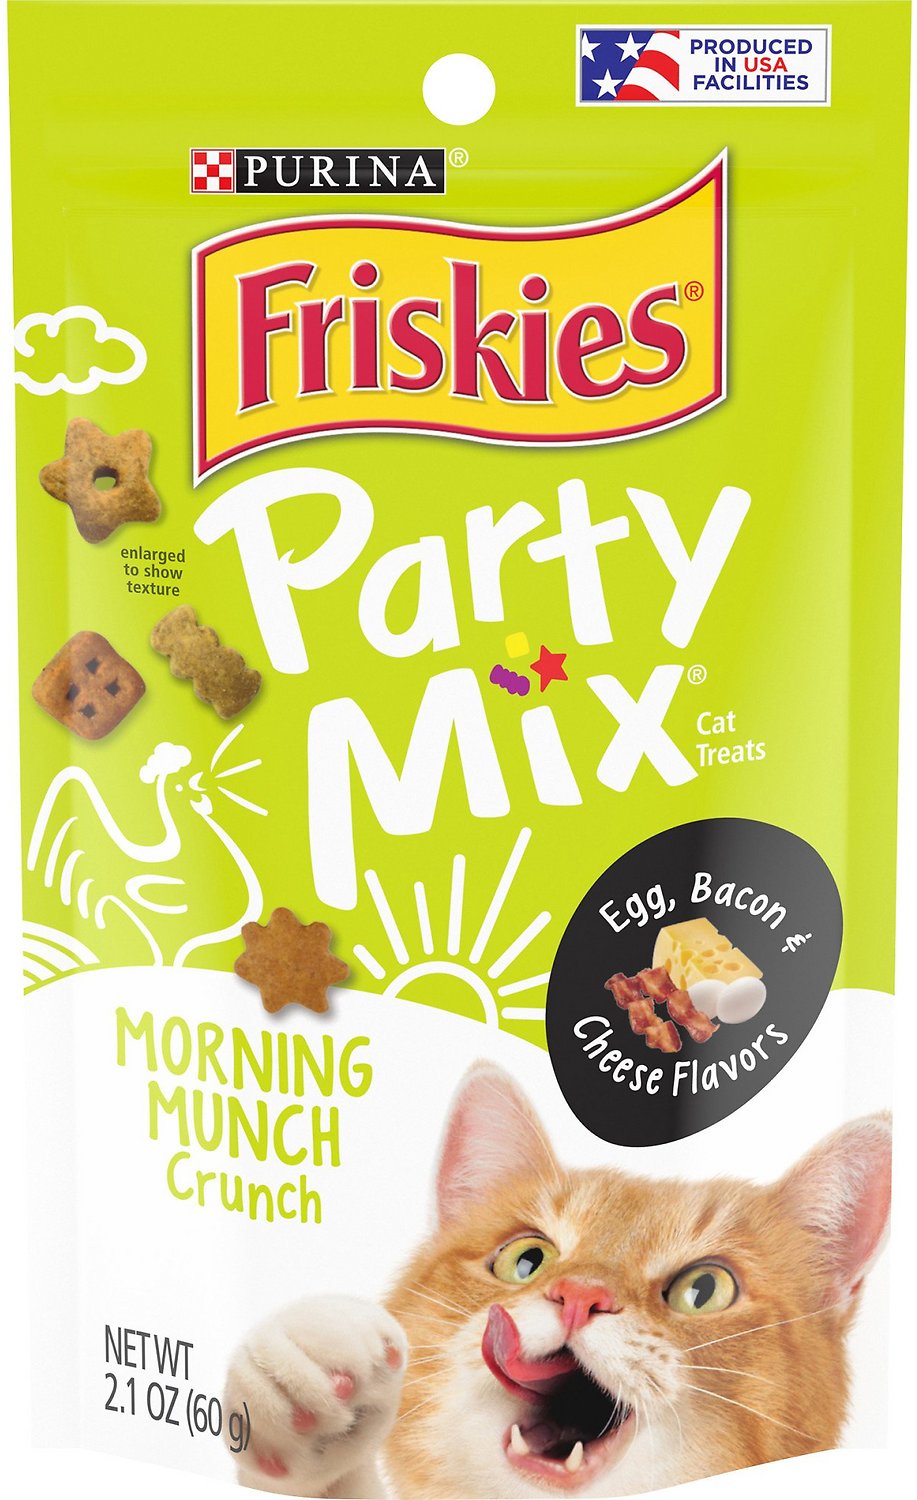 PRODUCED
IN USA
FACILITIES
PURINA®
Friskies®
Party
Mix®
Cat
Treats
enlarged
to show
texture
Egg, Bacon &
Cheese Flavors
MORNING
MUNCH
Crunch
NET WT
2.1 OZ (60 g)